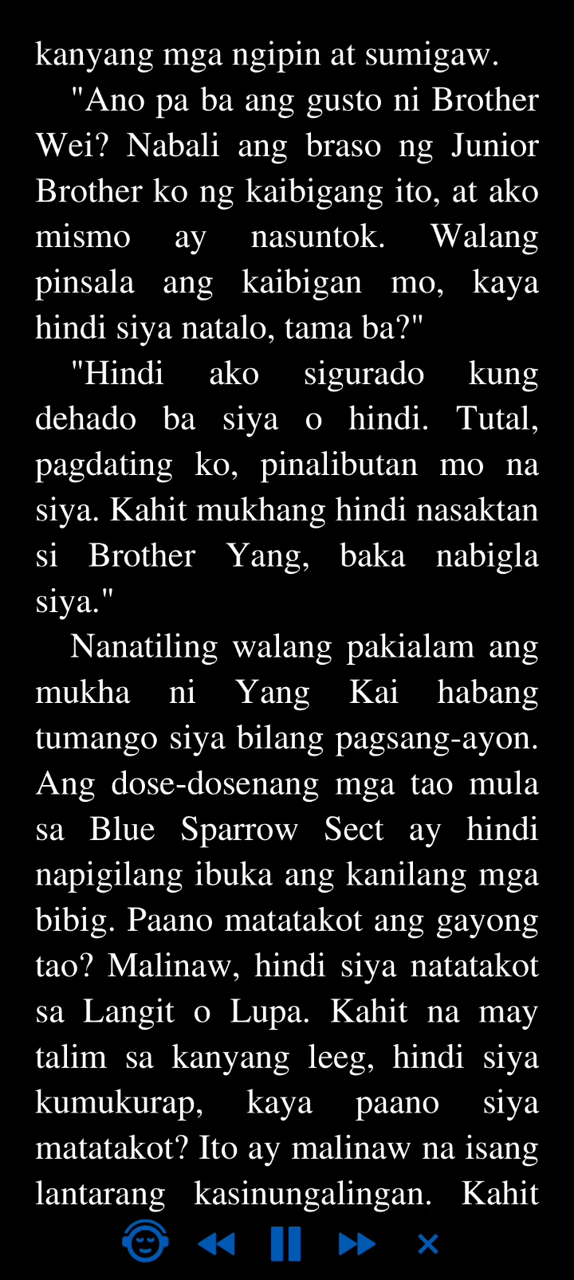 kanyang mga ngipin at sumigaw.
"Ano pa ba ang gusto ni Brother
Wei? Nabali ang braso ng Junior
Brother ko ng kaibigang ito, at ako
mismo ay nasuntok. Walang
pinsala ang kaibigan mo, kaya
hindi siya natalo, tama ba?"
"Hindi ako sigurado kung
dehado ba siya o hindi. Tutal,
pagdating ko, pinalibutan mo na
siya. Kahit mukhang hindi nasaktan
si Brother Yang, baka nabigla
siya."
Nanatiling walang pakialam ang
mukha ni Yang Kai habang
tumango siya bilang pagsang-ayon.
Ang dose-dosenang mga tao mula
sa Blue Sparrow Sect ay hindi
napigilang ibuka ang kanilang mga
bibig. Paano matatakot ang gayong
tao? Malinaw, hindi siya natatakot
sa Langit o Lupa. Kahit na may
talim sa kanyang leeg, hindi siya
kumukurap, kaya paano siya
matatakot? Ito ay malinaw na isang
lantarang kasinungalingan. Kahit